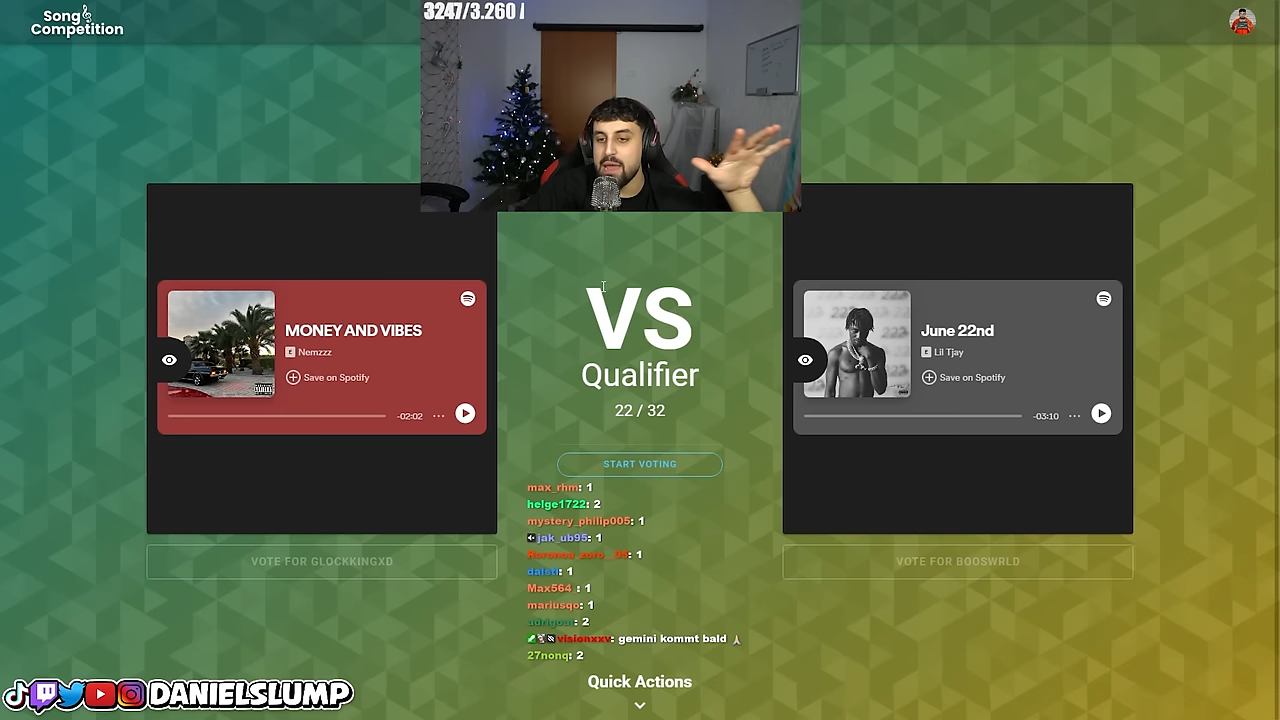 Song
Competition
3247/3.260
MONEY AND VIBES
E Nemzzz
Save on Spotify
-02:02
VS
Qualifier
22 / 32
START VOTING
June 22nd
E Lil Tjay
Save on Spotify
-03:10
VOTE FOR GLOCKKINGXD
VOTE FOR BOOSWRLD
max_rhm: 1
helge1722: 2
mystery_philip005: 1
jak_ub95: 1
: 1
daisti: 1
Max564 : 1
mariusqo: 1
: 2
visionxxv: gemini kommt bald
27nonq: 2
Quick Actions
DANIELSLUMP